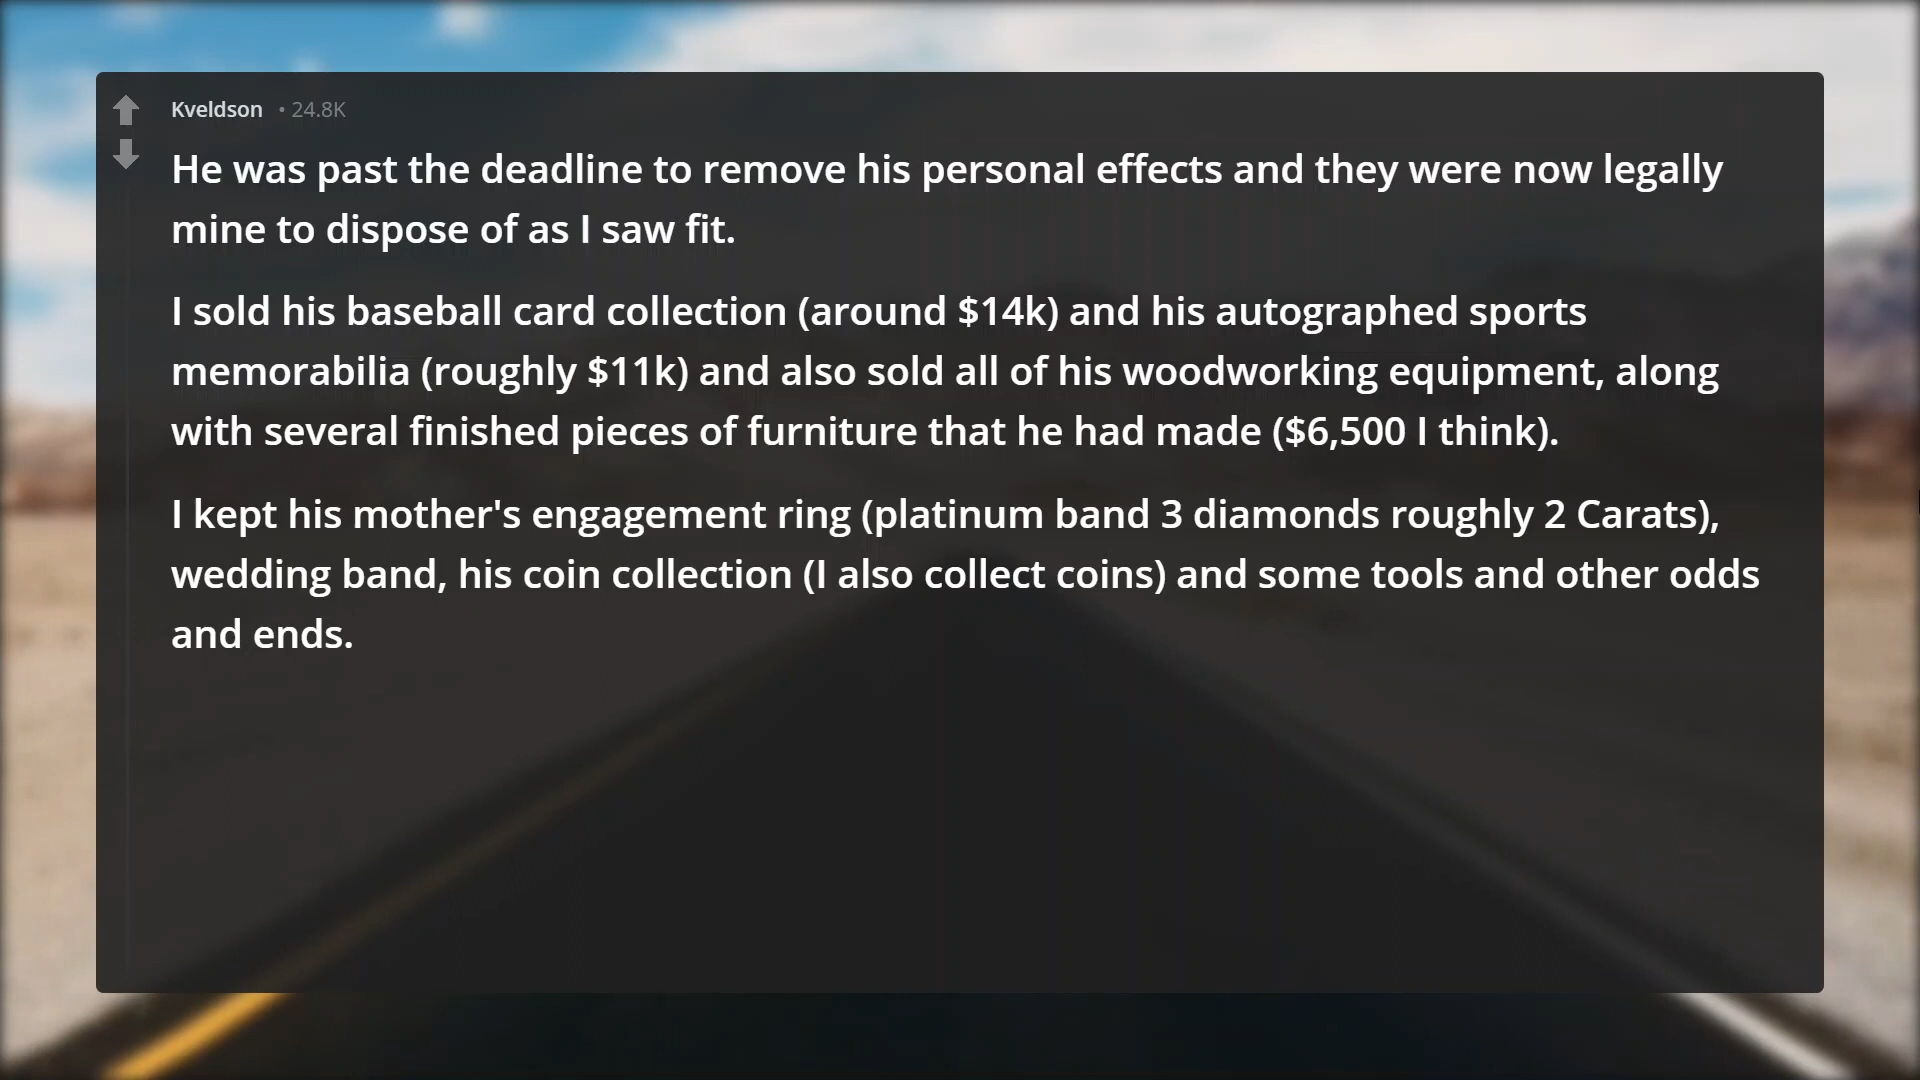 Kveldson • 24.8K
He was past the deadline to remove his personal effects and they were now legally
mine to dispose of as I saw fit.
I sold his baseball card collection (around $14k) and his autographed sports
memorabilia (roughly $11k) and also sold all of his woodworking equipment, along
with several finished pieces of furniture that he had made ($6,500 I think).
I kept his mother's engagement ring (platinum band 3 diamonds roughly 2 Carats),
wedding band, his coin collection (I also collect coins) and some tools and other odds
and ends.